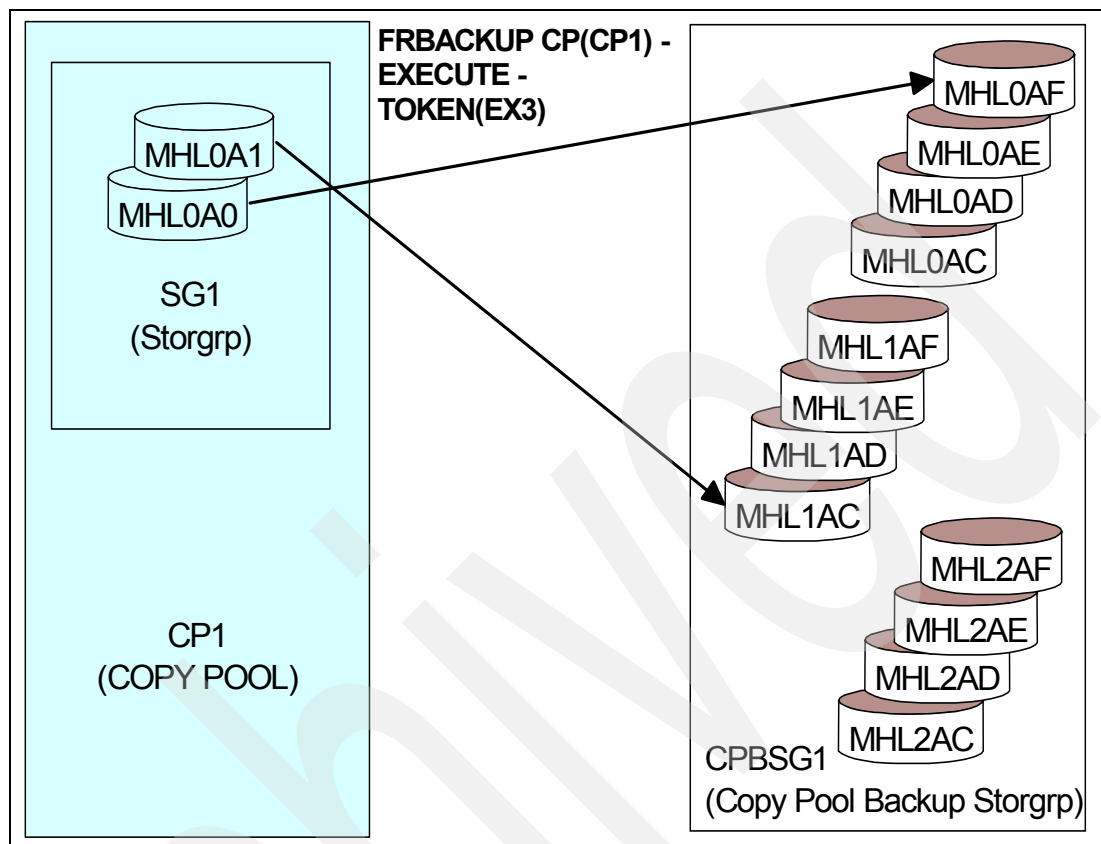 FRBACKUP CP(CP1) -
EXECUTE -
TOKEN(EX3)
MHL0A1
MHL0A0
SG1
(Storgrp)
CP1
(COPY POOL)
MHL0AF
MHL0AE
MHL0AD
MHL0AC
MHL1AF
MHL1AE
MHL1AD
MHL1AC
MHL2AF
MHL2AE
MHL2AD
MHL2AC
CPBSG1
(Copy Pool Backup Storgrp)